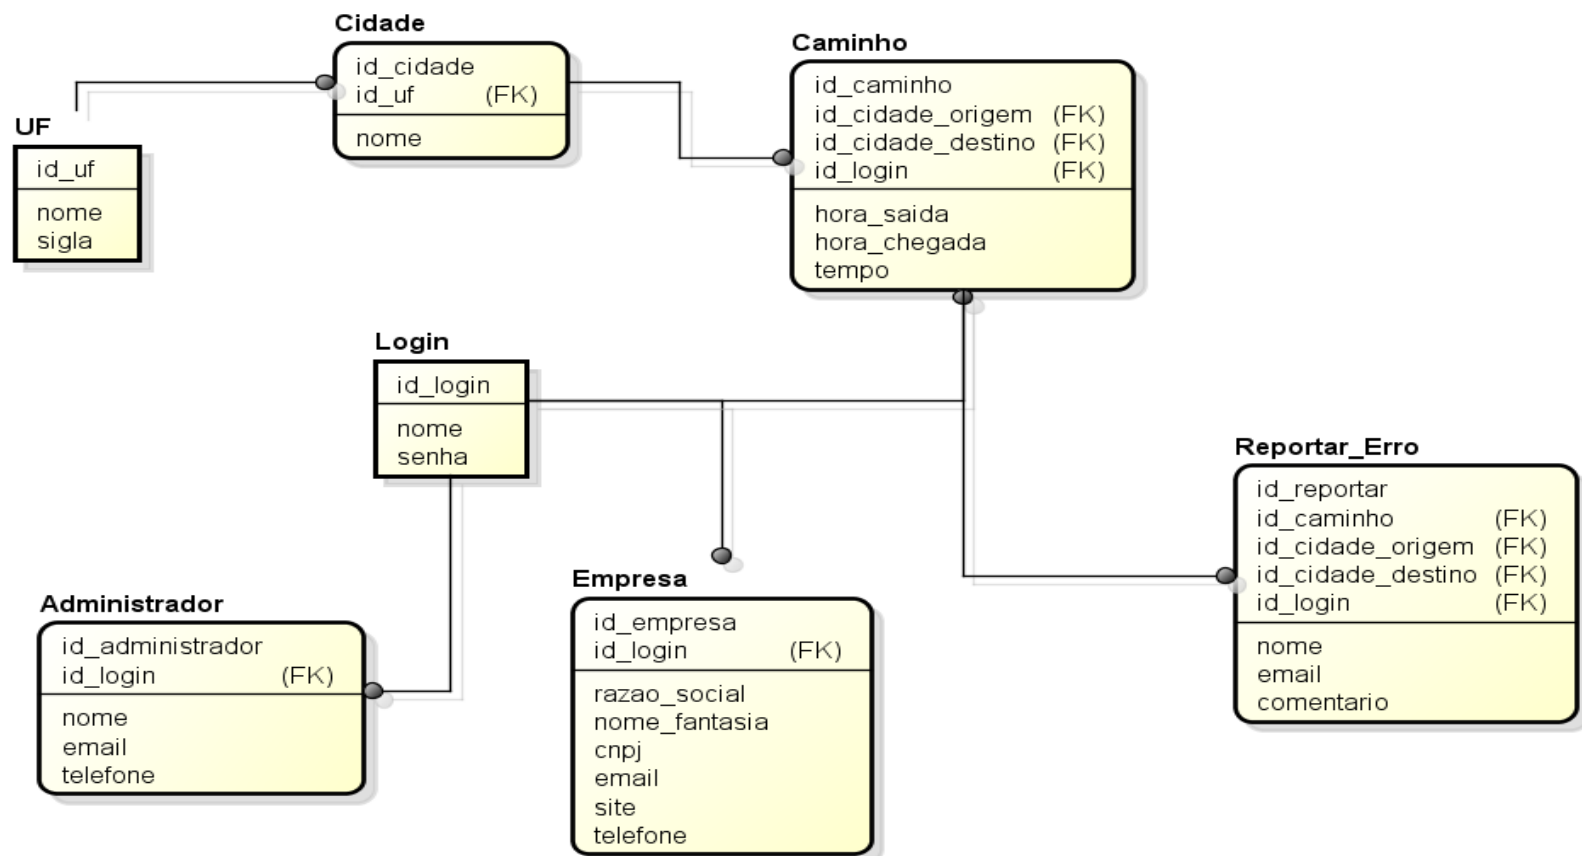 Cidade
id_cidade
id_uf (FK)
nome
Caminho
id_caminho
id_cidade_origem (FK)
id_cidade_destino (FK)
id_login (FK)
hora_saida
hora_chegada
tempo
UF
id_uf
nome
sigla
Login
id_login
nome
senha
Reportar_Erro
id_reportar
id_caminho (FK)
id_cidade_origem (FK)
id_cidade_destino (FK)
id_login (FK)
nome
email
comentario
Administrador
id_administrador
id_login (FK)
nome
email
telefone
Empresa
id_empresa
id_login (FK)
razao_social
nome_fantasia
cnpj
email
site
telefone